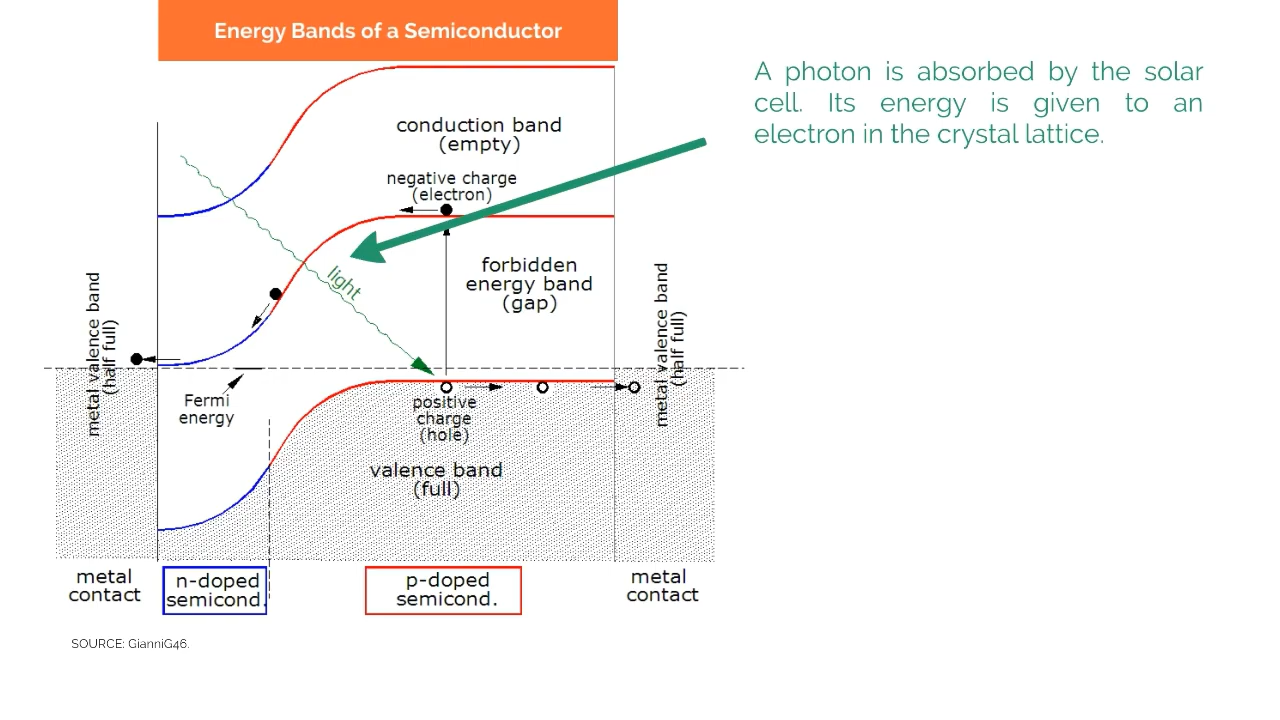 Energy Bands of a Semiconductor
A photon is absorbed by the solar
cell. Its energy is given to an
electron in the crystal lattice.
conduction band
(empty)
negative charge
(electron)
forbidden
energy band
(gap)
light
metal valence band
(half full)
metal valence band
(half full)
Fermi
energy
positive
charge
(hole)
valence band
(full)
metal
contact
n-doped
semicond.
p-doped
semicond.
metal
contact
SOURCE: GianniG46.